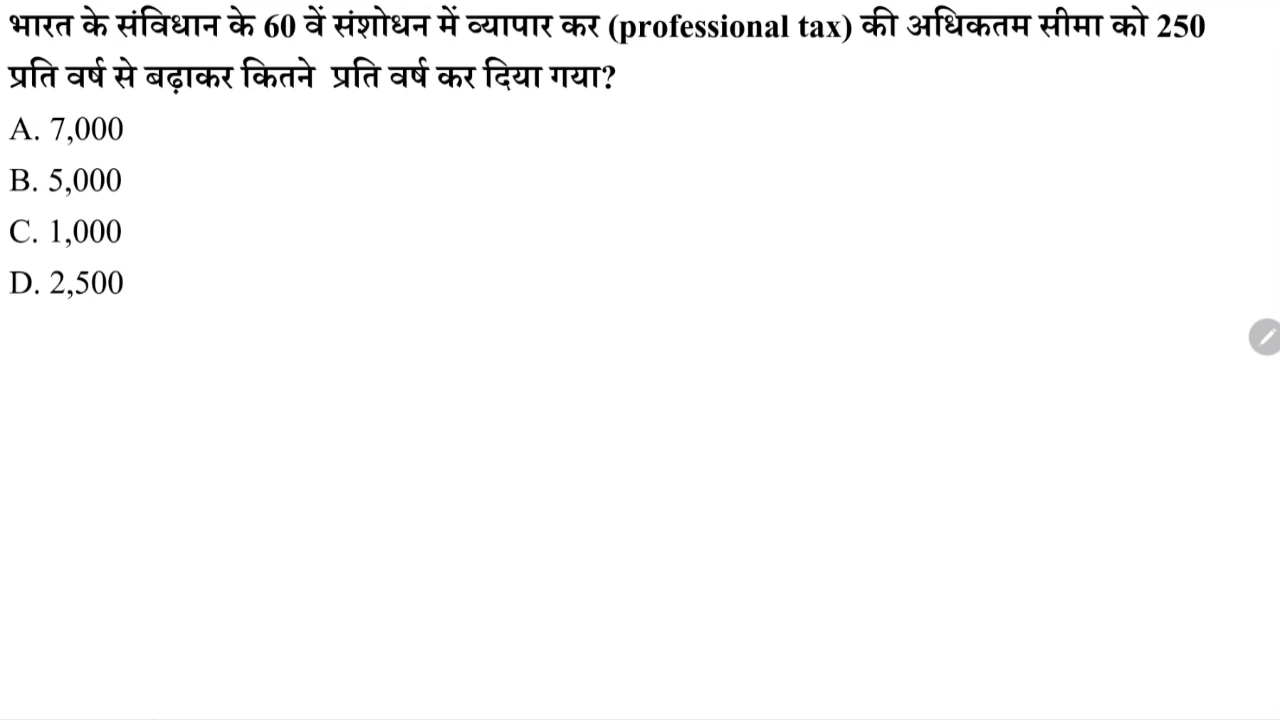 भारत के संविधान के 60 वें संशोधन में व्यापार कर (professional tax) की अधिकतम सीमा को 250
प्रति वर्ष से बढ़ाकर कितने प्रति वर्ष कर दिया गया?
A. 7,000
B. 5,000
C. 1,000
D. 2,500